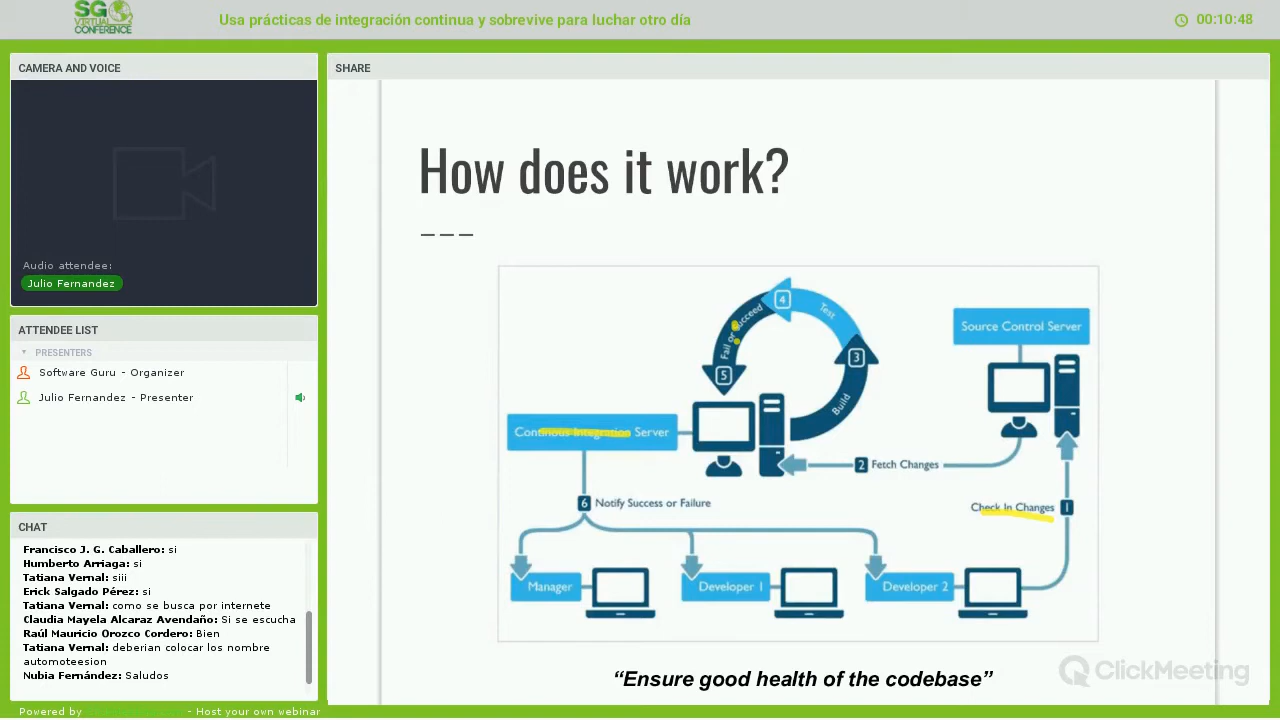 SG
VIRTUAL
CONFERENCE
Usa prácticas de integración continua y sobrevive para luchar otro día
00:10:48
CAMERA AND VOICE
Audio attendee:
Julio Fernandez
ATTENDEE LIST
PRESENTERS
Software Guru - Organizer
Julio Fernandez - Presenter
CHAT
Francisco J. G. Caballero: si
Humberto Arriaga: si
Tatiana Vernal: siii
Erick Salgado Pérez: si
Tatiana Vernal: como se busca por internete
Claudia Mayela Alcaraz Avendaño: Si se escucha
Raúl Mauricio Orozco Cordero: Bien
Tatiana Vernal: deberian colocar los nombre
automoteesion
Nubia Fernández: Saludos
Powered by
- Host your own webinar
SHARE
How does it work?
4
Test
Fail or Succeed
3
5
Build
Source Control Server
Continous Integration Server
2 Fetch Changes
6 Notify Success or Failure
Check In Changes 1
Manager
Developer 1
Developer 2
“Ensure good health of the codebase”
ClickMeeting